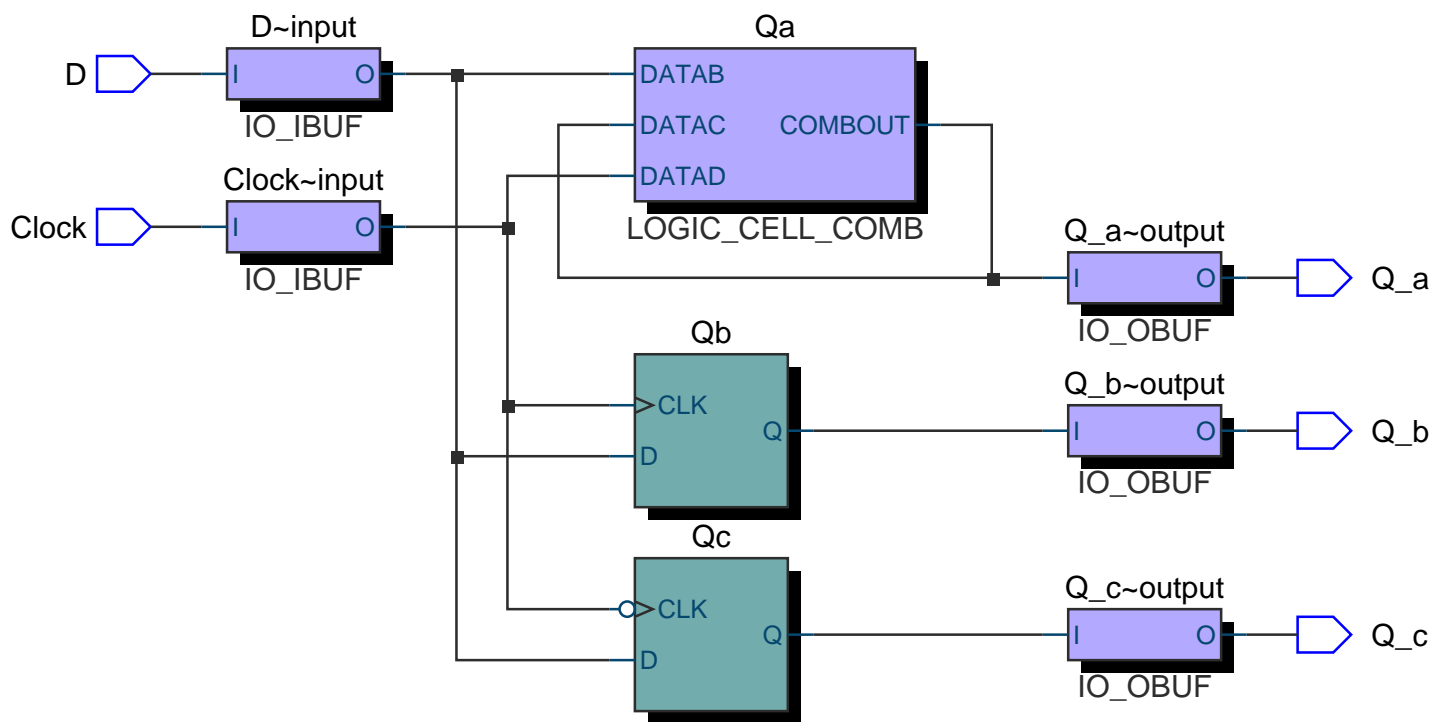 D~input
D
I
O
IO_IBUF
Clock~input
Clock
I
O
IO_IBUF
Qa
DATAB
DATAC
COMBOUT
DATAD
LOGIC_CELL_COMB
Q_a~output
I
O
Q_a
IO_OBUF
Qb
CLK
Q
D
Q_b~output
I
O
Q_b
IO_OBUF
Qc
CLK
Q
D
Q_c~output
I
O
Q_c
IO_OBUF